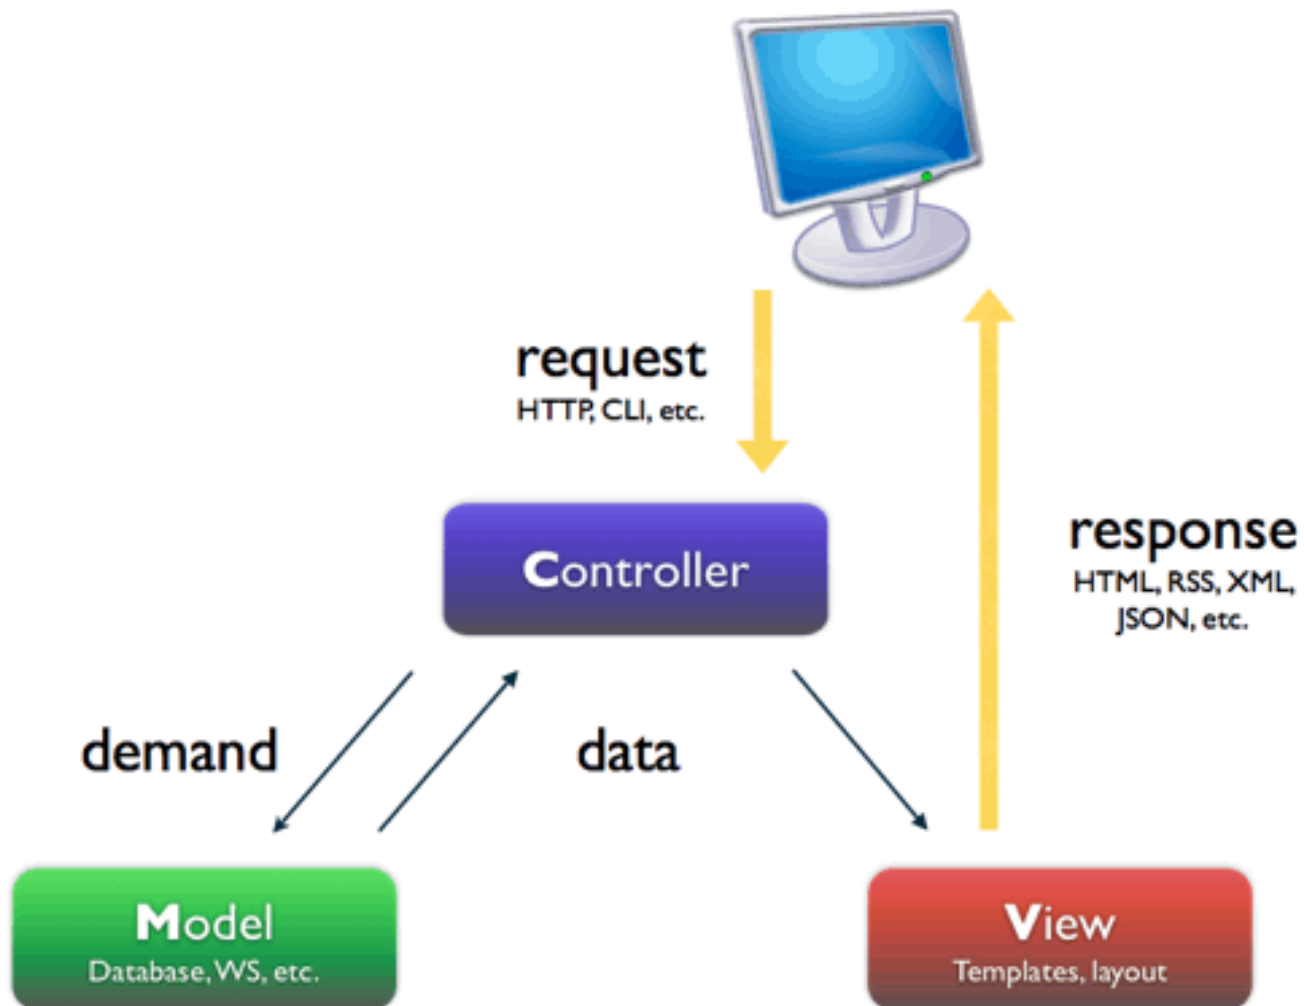 request
HTTP, CLI, etc.
Controller
response
HTML, RSS, XML,
JSON, etc.
demand
data
Model
Database, WS, etc.
View
Templates, layout